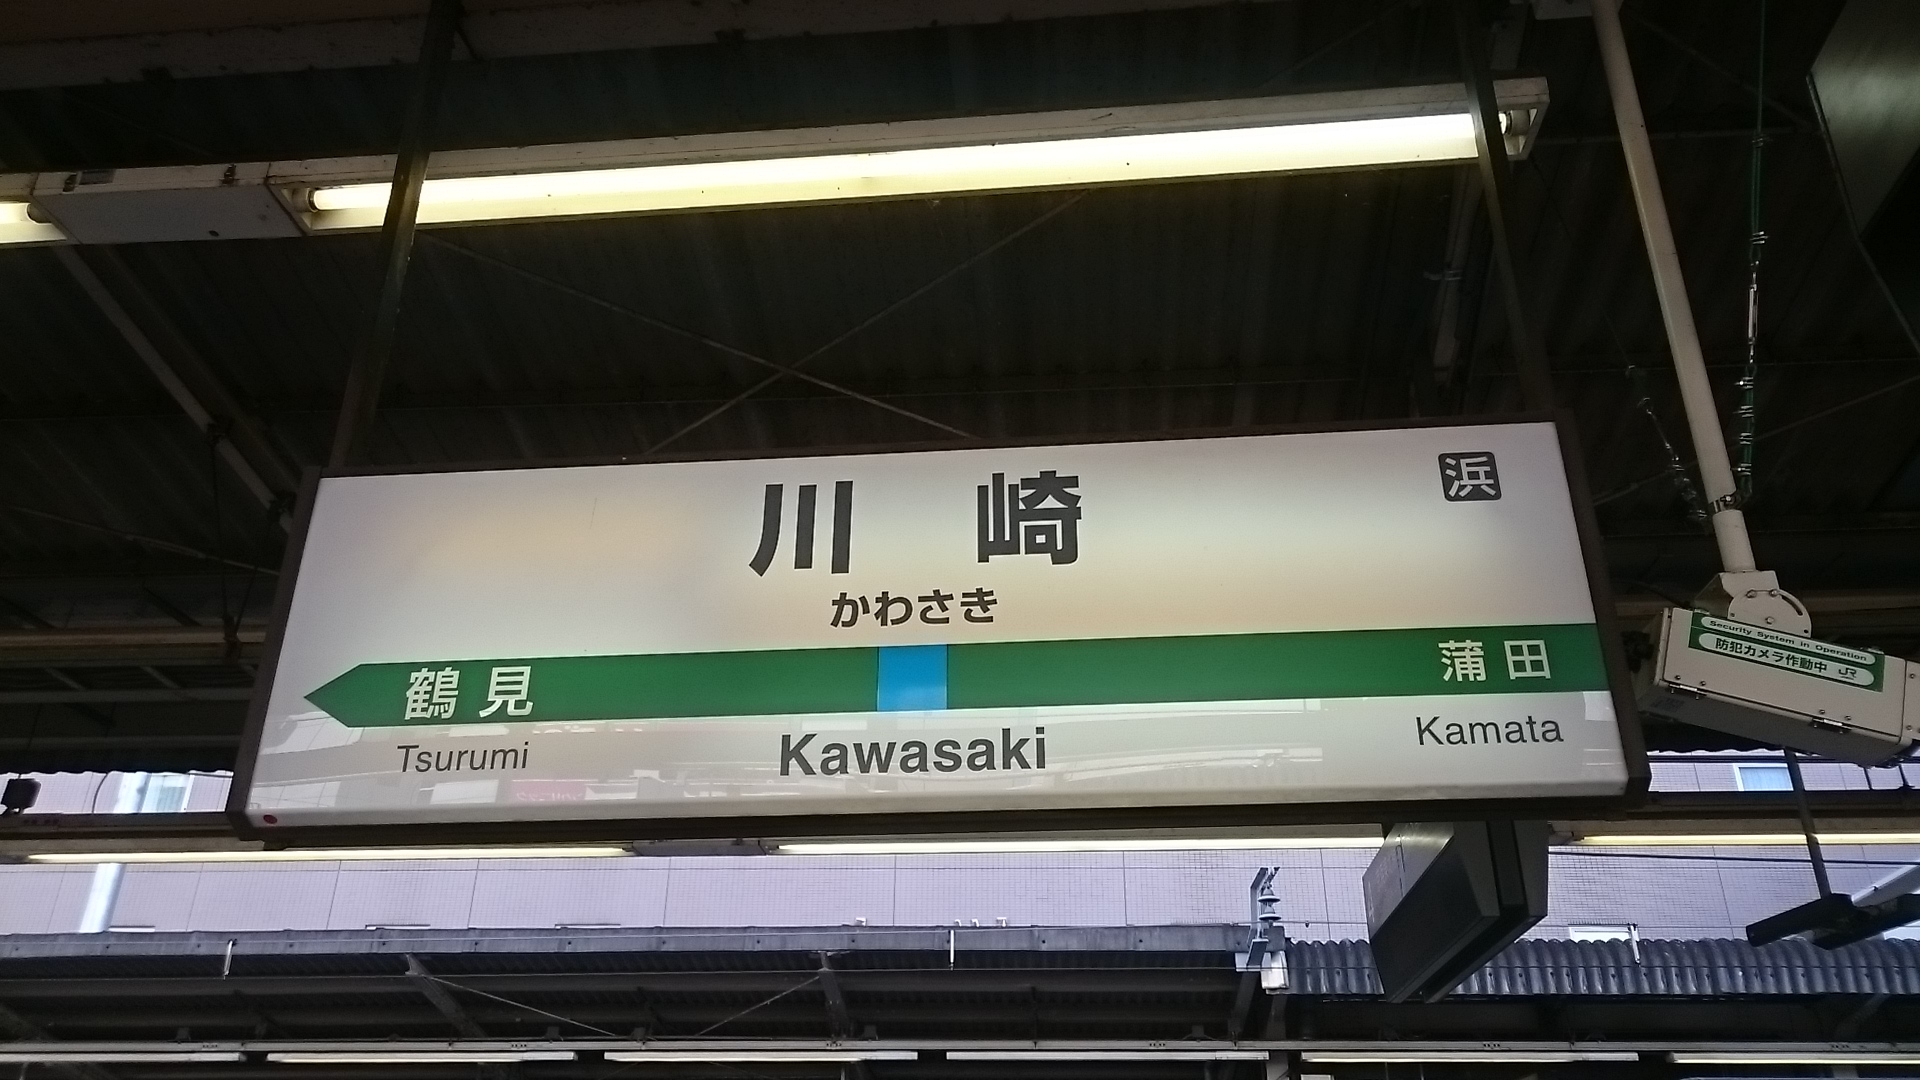 浜
川崎
かわさき
鶴見
蒲田
Tsurumi
Kawasaki
Kamata
Security System in Operation
防犯カメラ作動中 JR